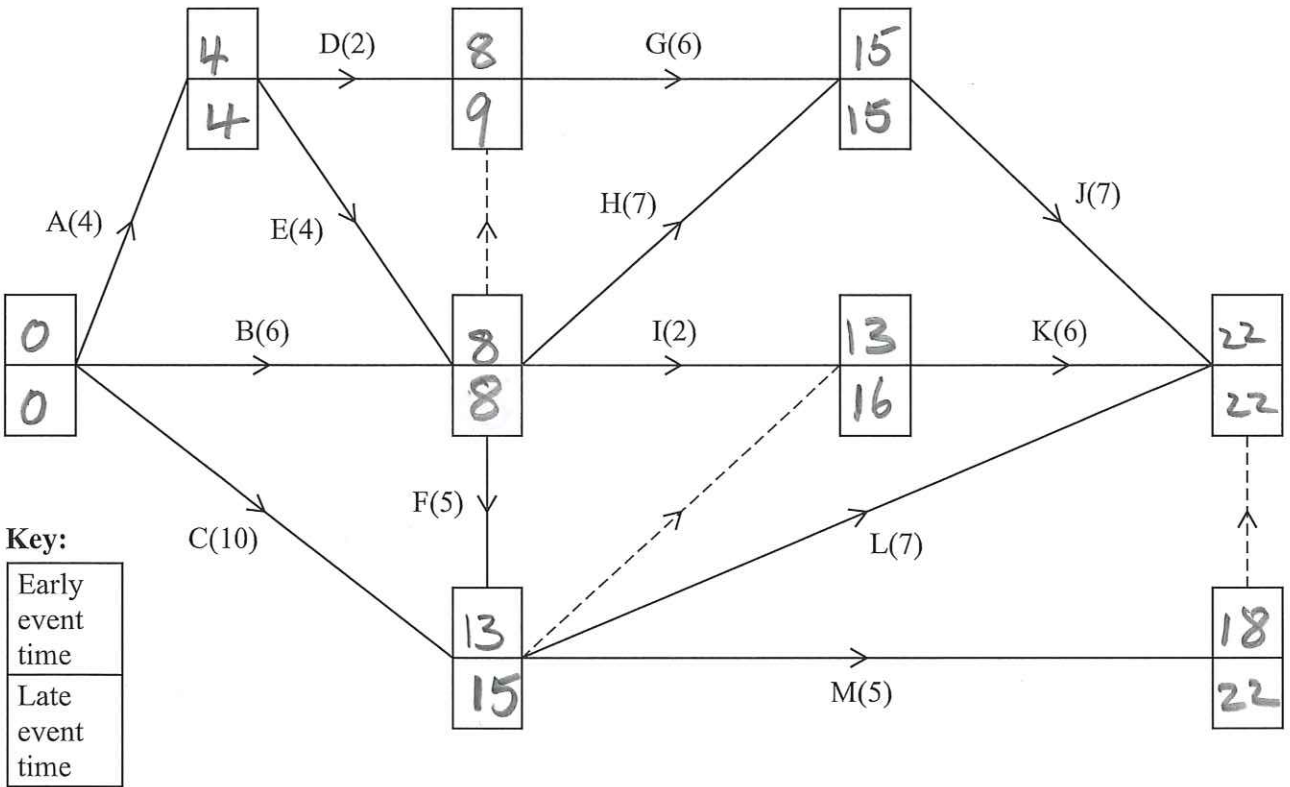 4
4
D(2)
8
9
G(6)
15
15
A(4)
E(4)
H(7)
J(7)
0
0
B(6)
8
8
I(2)
13
16
K(6)
22
22
C(10)
F(5)
L(7)
Key:
Early
event
time
Late
event
time
13
15
M(5)
18
22